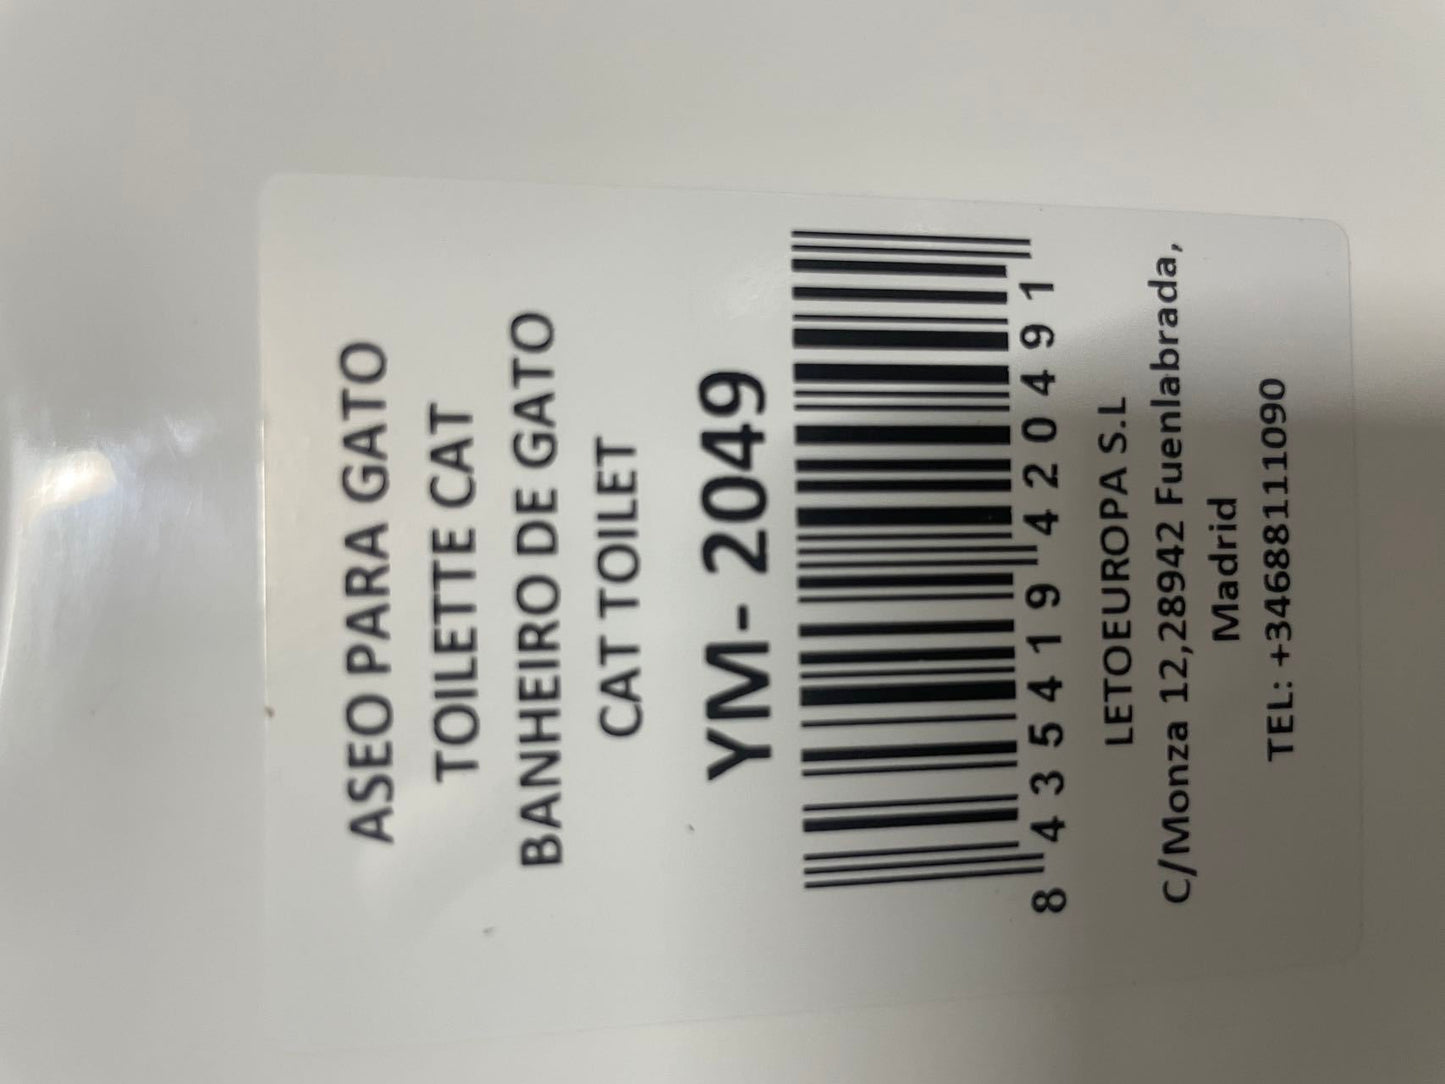 ASEO PARA GATO
TOILETTE CAT
BANHEIRO DE GATO
CAT TOILET
YM- 2049
8 435419 420491
LETOEUROPA S.L
C/Monza 12,28942 Fuenlabrada,
Madrid
TEL: +34688111090